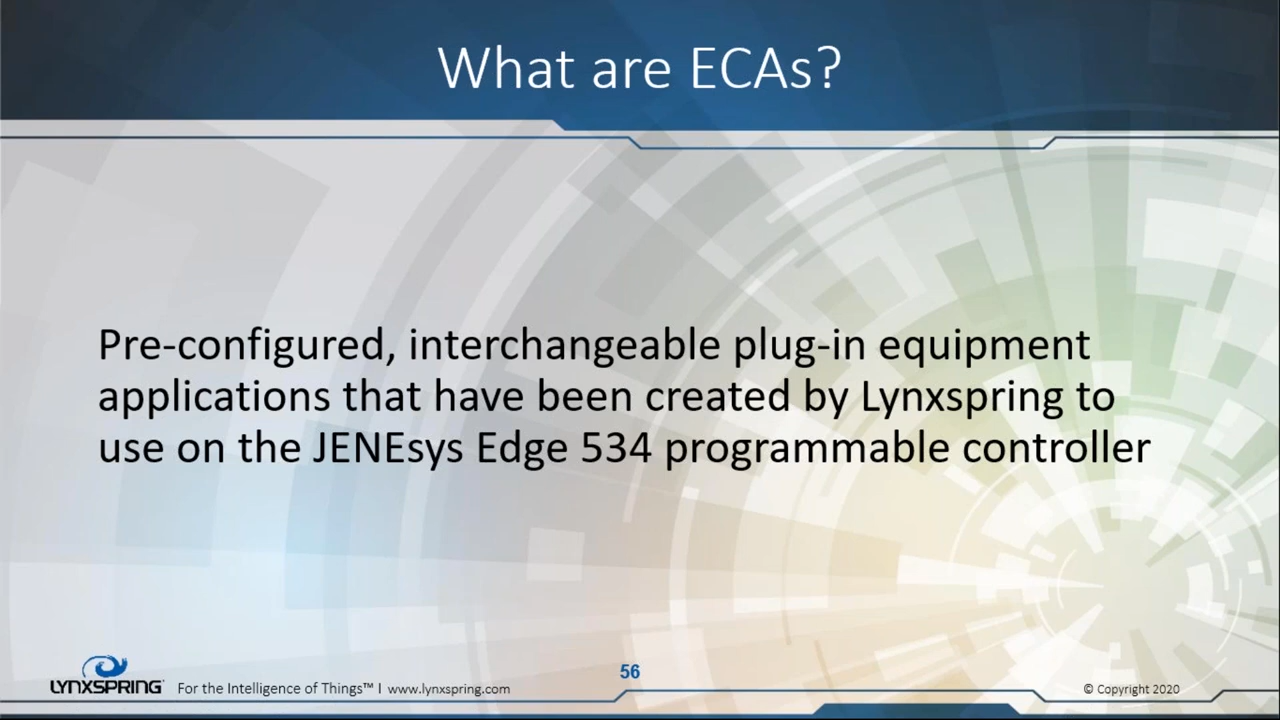 What are ECAs?
Pre-configured, interchangeable plug-in equipment
applications that have been created by Lynxspring to
use on the JENEsys Edge 534 programmable controller
56
LYNXSPRING For the Intelligence of Things™ | www.lynxspring.com
© Copyright 2020